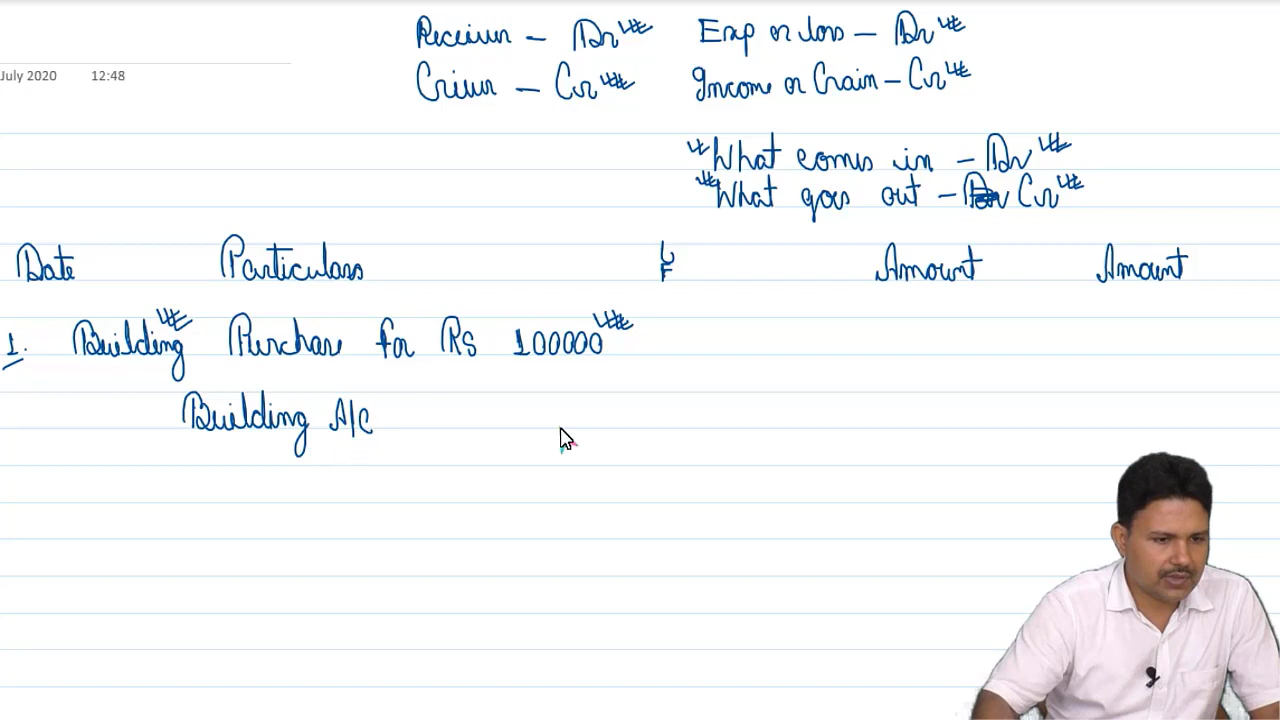 Receiver - Dr
Giver - Cr
Exp or loss - Dr
Income or Gain - Cr
July 2020 12:48
What comes in - Dr
What goes out - Cr
Date Particulars LF Amount Amount
1. Building Purchase for Rs 100000
Building A/C